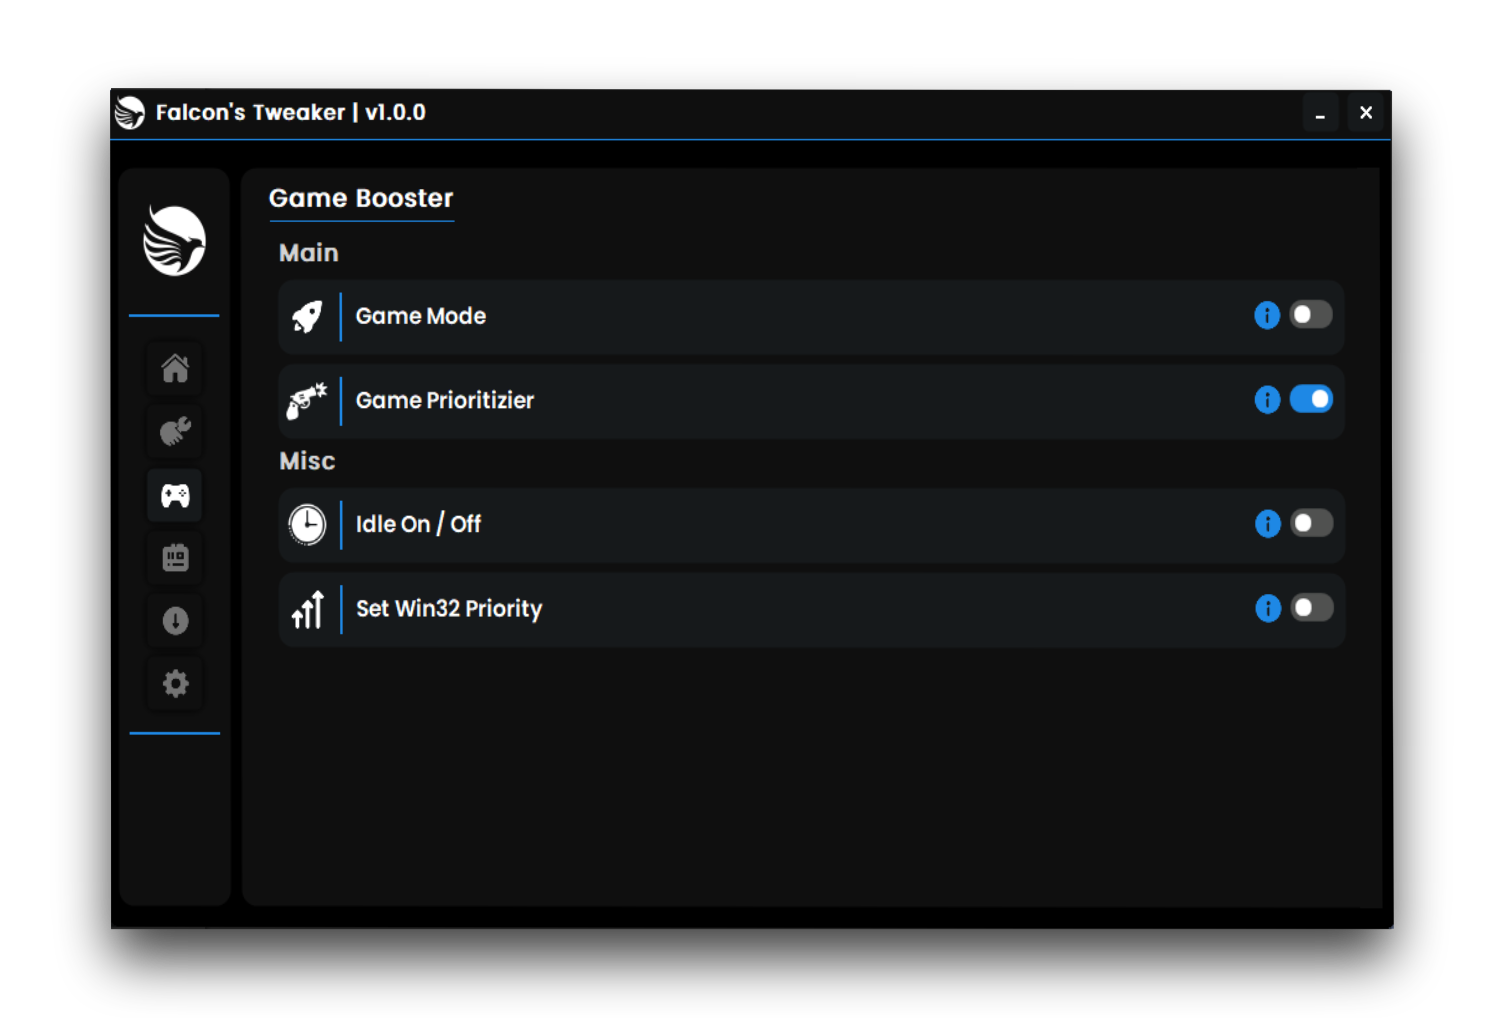 Falcon's Tweaker | v1.0.0
Game Booster
Main
Game Mode
Game Prioritizier
Misc
Idle On / Off
Set Win32 Priority